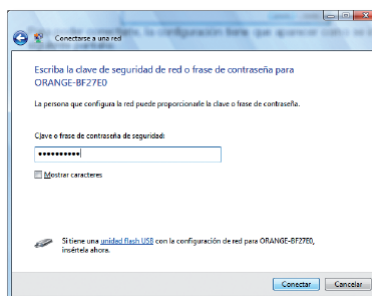 Conectarse a una red
Escriba la clave de seguridad de red o frase de contraseña para
ORANGE-BF27E0
La persona que configura la red puede proporcionarle la clave o frase de contraseña.
Clave o frase de contraseña de seguridad:
••••••••••
Mostrar caracteres
Si tiene una unidad flash USB con la configuración de red para ORANGE-BF27E0,
insértela ahora.
Conectar
Cancelar